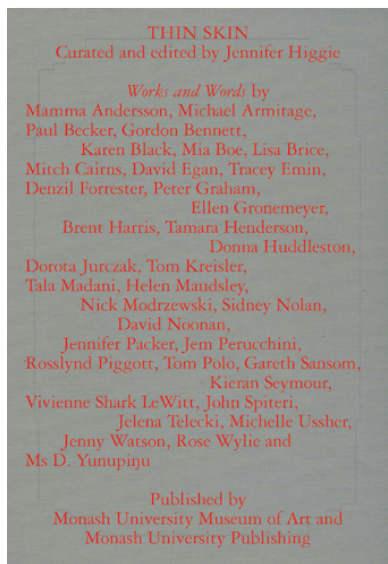 THIN SKIN
Curated and edited by Jennifer Higgie
Works and Words by
Mamma Andersson, Michael Armitage,
Paul Becker, Gordon Bennett,
Karen Black, Mia Boe, Lisa Brice,
Mitch Cairns, David Egan, Tracey Emin,
Denzil Forrester, Peter Graham,
Ellen Gronemeyer,
Brent Harris, Tamara Henderson,
Donna Huddleston,
Dorota Jurczak, Tom Kreisler,
Tala Madani, Helen Maudsley,
Nick Modrzewski, Sidney Nolan,
David Noonan,
Jennifer Packer, Jem Perucchini,
Rosslynd Piggott, Tom Polo, Gareth Sansom,
Kieran Seymour,
Vivienne Shark LeWitt, John Spiteri,
Jelena Telecki, Michelle Ussher,
Jenny Watson, Rose Wylie and
Ms D. Yunupiŋu
Published by
Monash University Museum of Art and
Monash University Publishing